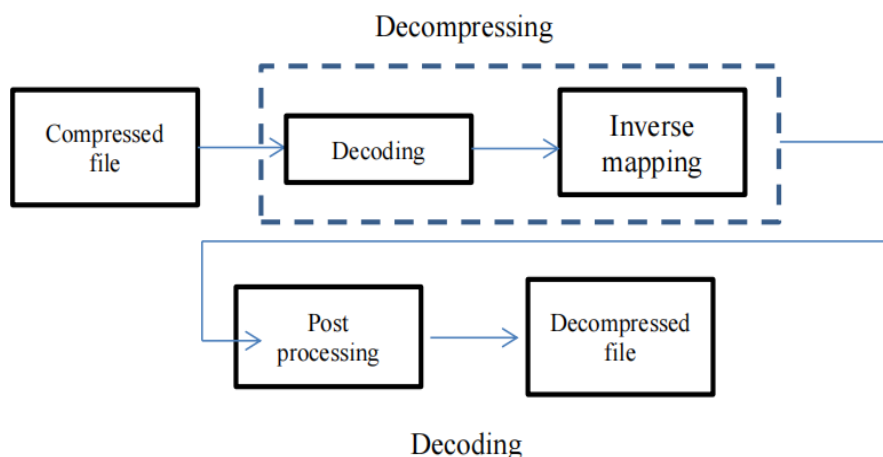 Decompressing
Compressed
file
Decoding
Inverse
mapping
Post
processing
Decompressed
file
Decoding